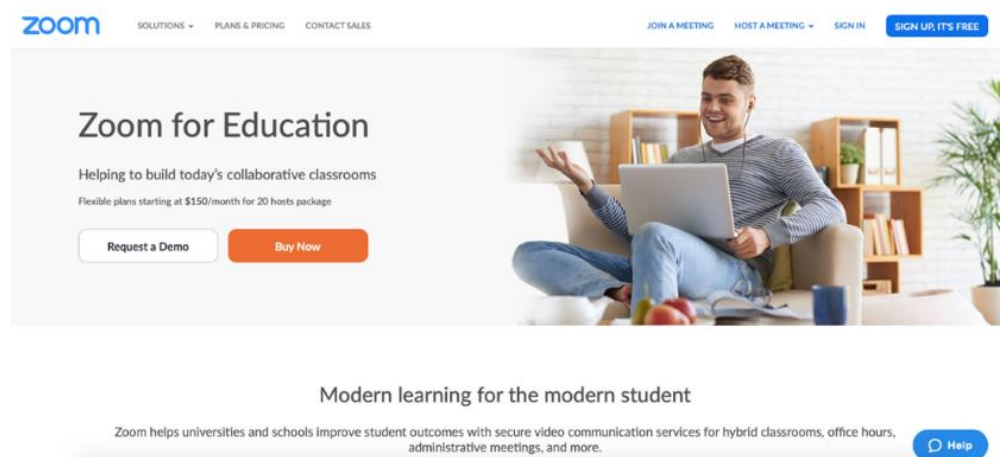 zoom
SOLUTIONS
PLANS & PRICING
CONTACT SALES
JOIN A MEETING
HOST A MEETING
SIGN IN
SIGN UP, IT'S FREE
Zoom for Education
Helping to build today's collaborative classrooms
Flexible plans starting at $150/month for 20 hosts package
Request a Demo
Buy Now
Modern learning for the modern student
Zoom helps universities and schools improve student outcomes with secure video communication services for hybrid classrooms, office hours,
administrative meetings, and more.
Help